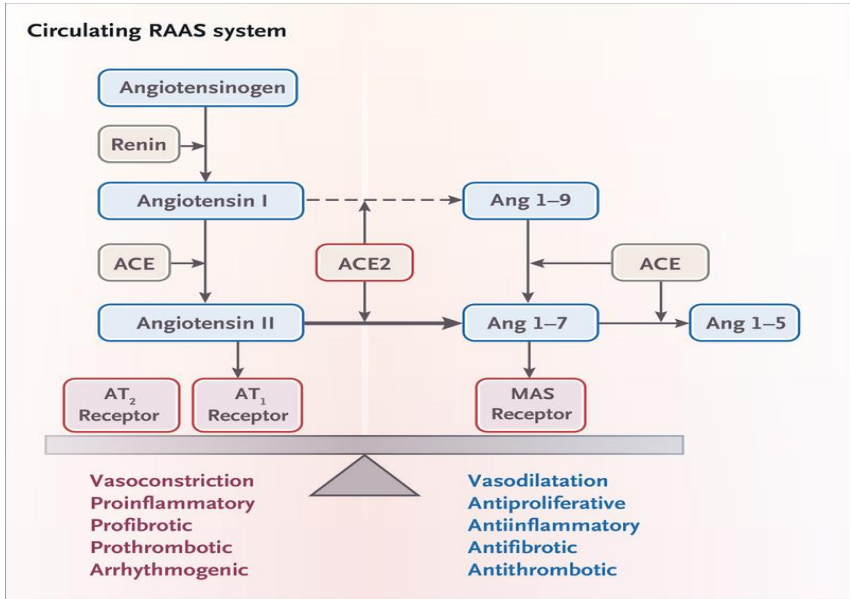 Circulating RAAS system
Angiotensinogen
Renin
Angiotensin I
Ang 1–9
ACE
ACE2
ACE
Angiotensin II
Ang 1–7
Ang 1–5
AT2
Receptor
AT1
Receptor
MAS
Receptor
Vasoconstriction
Proinflammatory
Profibrotic
Prothrombotic
Arrhythmogenic
Vasodilatation
Antiproliferative
Antiinflammatory
Antifibrotic
Antithrombotic